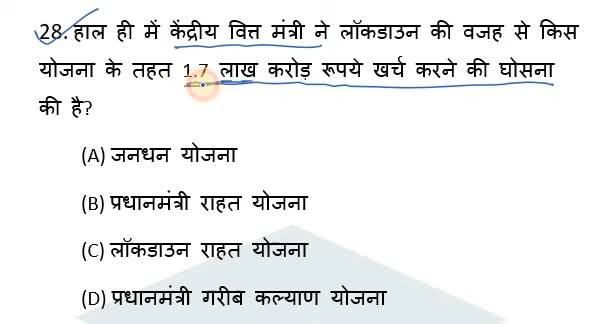 28. हाल ही में केंद्रीय वित्त मंत्री ने लॉकडाउन की वजह से किस
योजना के तहत 1.7 लाख करोड़ रूपये खर्च करने की घोसना
की है?
(A) जनधन योजना
(B) प्रधानमंत्री राहत योजना
(C) लॉकडाउन राहत योजना
(D) प्रधानमंत्री गरीब कल्याण योजना